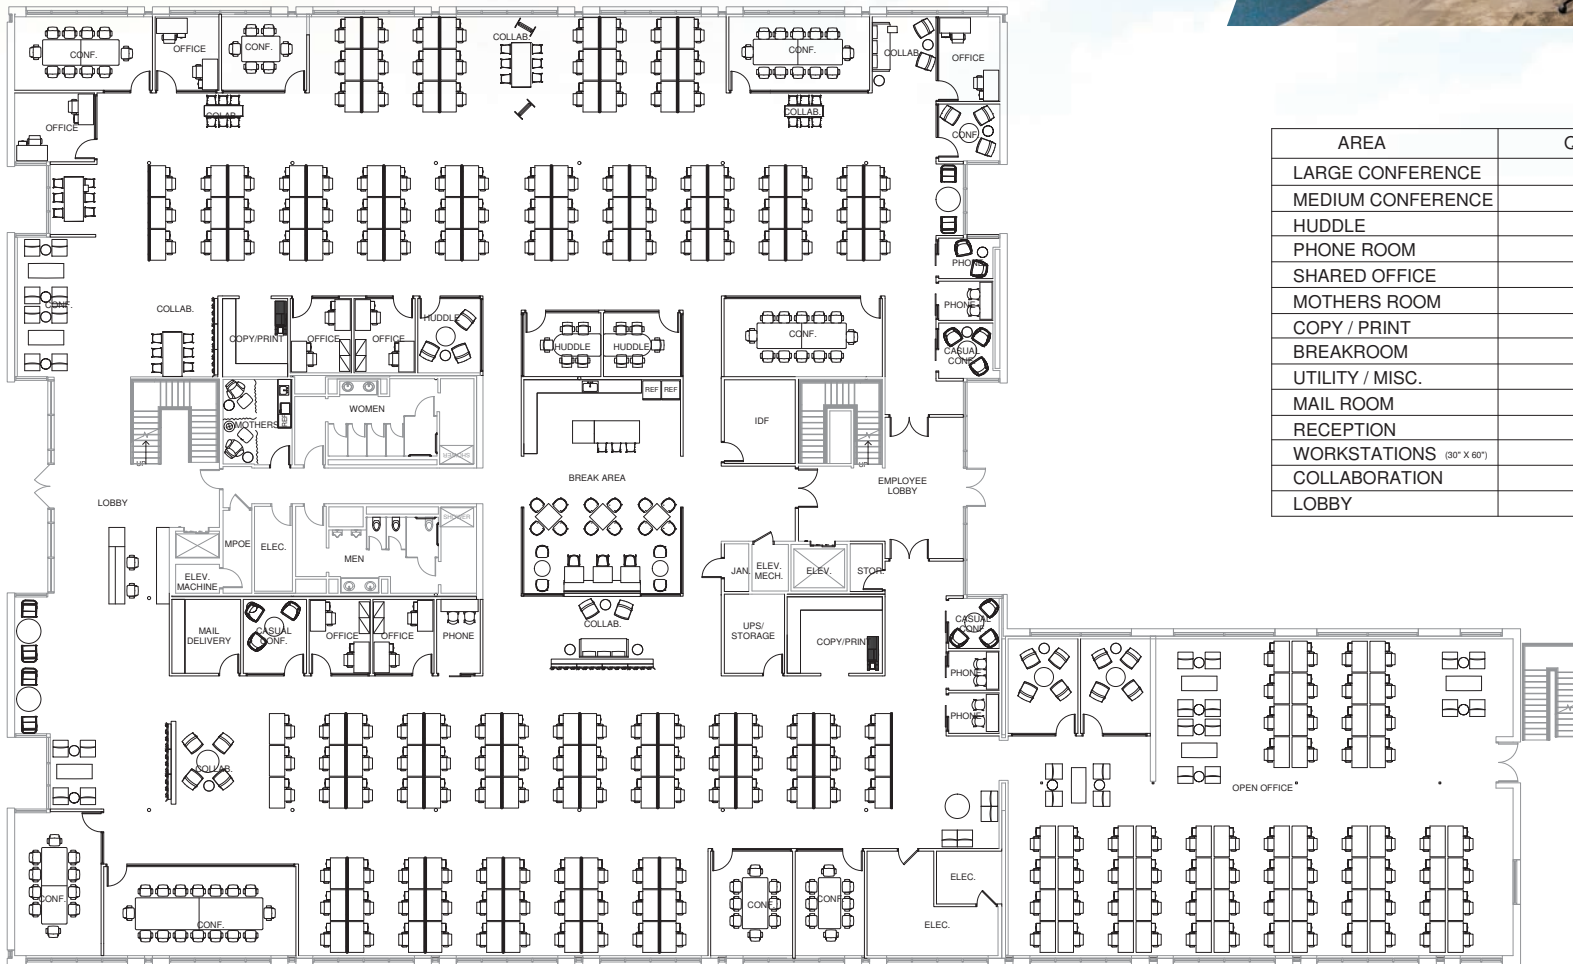 COLLAB.
CONF.
OFFICE
CONF.
CONF.
COLLAB.
OFFICE
COLAB.
COLLAB.
OFFICE
CONF.
AREA
Q
LARGE CONFERENCE
MEDIUM CONFERENCE
HUDDLE
PHONE ROOM
SHARED OFFICE
MOTHERS ROOM
COPY / PRINT
BREAKROOM
UTILITY / MISC.
MAIL ROOM
RECEPTION
WORKSTATIONS (30" X 60")
COLLABORATION
LOBBY
PHONE
CONF.
COLLAB.
PHONE
HUDDLE
COPY/PRINT
OFFICE
OFFICE
HUDDLE
HUDDLE
CONF.
CASUAL
CONF.
REF
REF
WOMEN
MOTHERS
REF
IDF
SHOWER
UP
UP
BREAK AREA
EMPLOYEE
LOBBY
LOBBY
SHOWER
MPOE
ELEC.
MEN
ELEV.
MACHINE
JAN.
ELEV.
MECH.
ELEV.
STOR.
MAIL
DELIVERY
CASUAL
CONF.
OFFICE
OFFICE
PHONE
COLLAB.
UPS/
STORAGE
COPY/PRINT
CASUAL
CONF.
PHONE
PHONE
COLLAB.
OPEN OFFICE
CONF.
CONF.
CONF.
CONF.
ELEC.
ELEC.